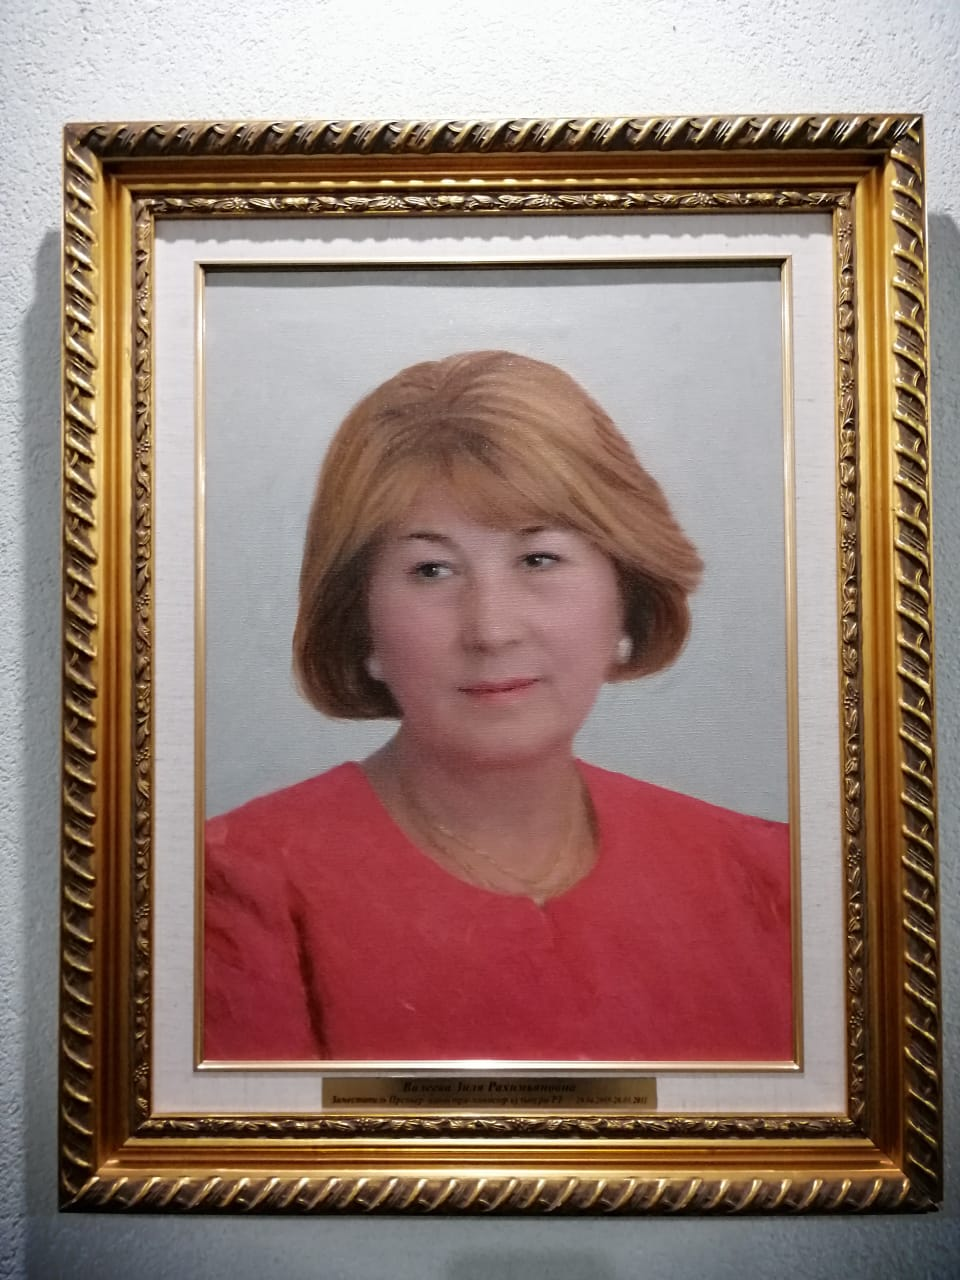 Валеева Зиля Рахимьяновна
Заместитель Премьер-министра-министр культуры РТ